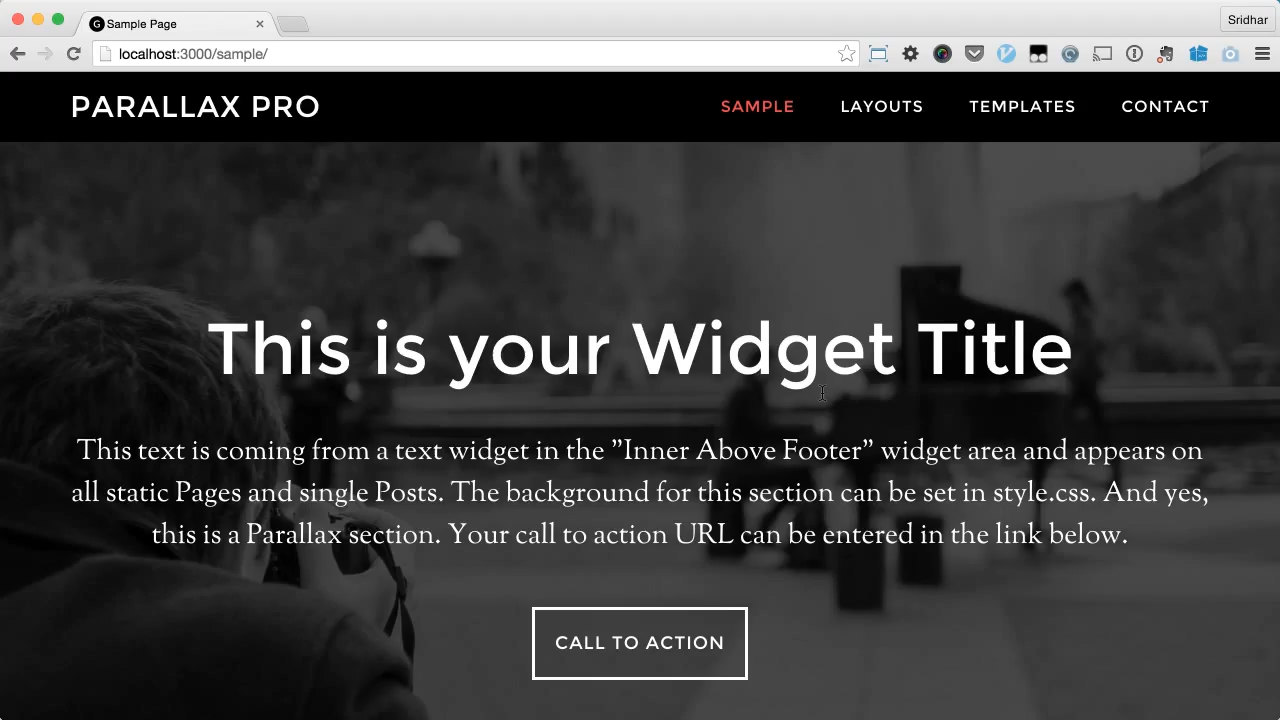 Sample Page
Sridhar
localhost:3000/sample/
PARALLAX PRO
SAMPLE LAYOUTS TEMPLATES CONTACT
This is your Widget Title
This text is coming from a text widget in the "Inner Above Footer" widget area and appears on
all static Pages and single Posts. The background for this section can be set in style.css. And yes,
this is a Parallax section. Your call to action URL can be entered in the link below.
CALL TO ACTION